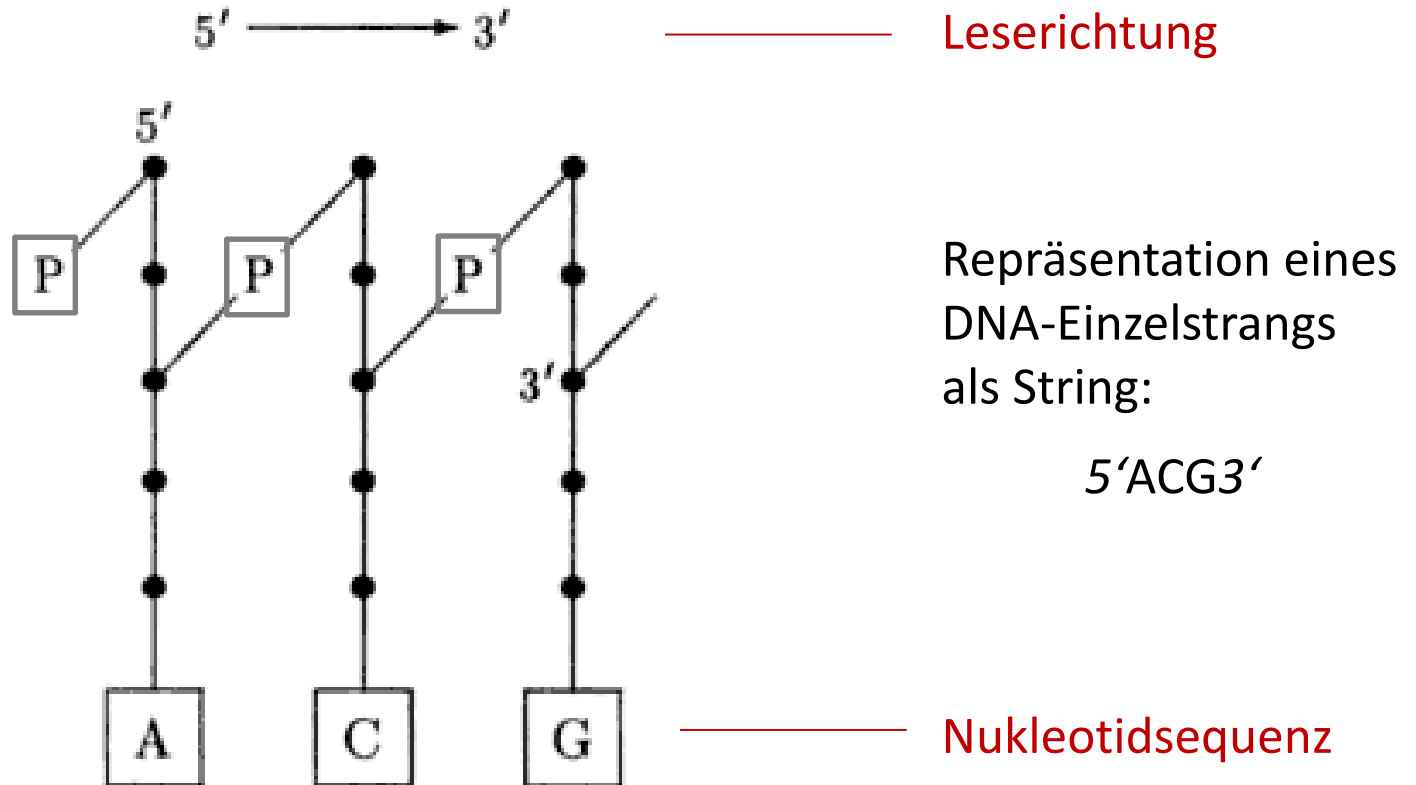 5′ 3′ Leserichtung
5′
P P P
Repräsentation eines
DNA-Einzelstrangs
als String:
3′
5‘ACG3‘
A C G Nukleotidsequenz